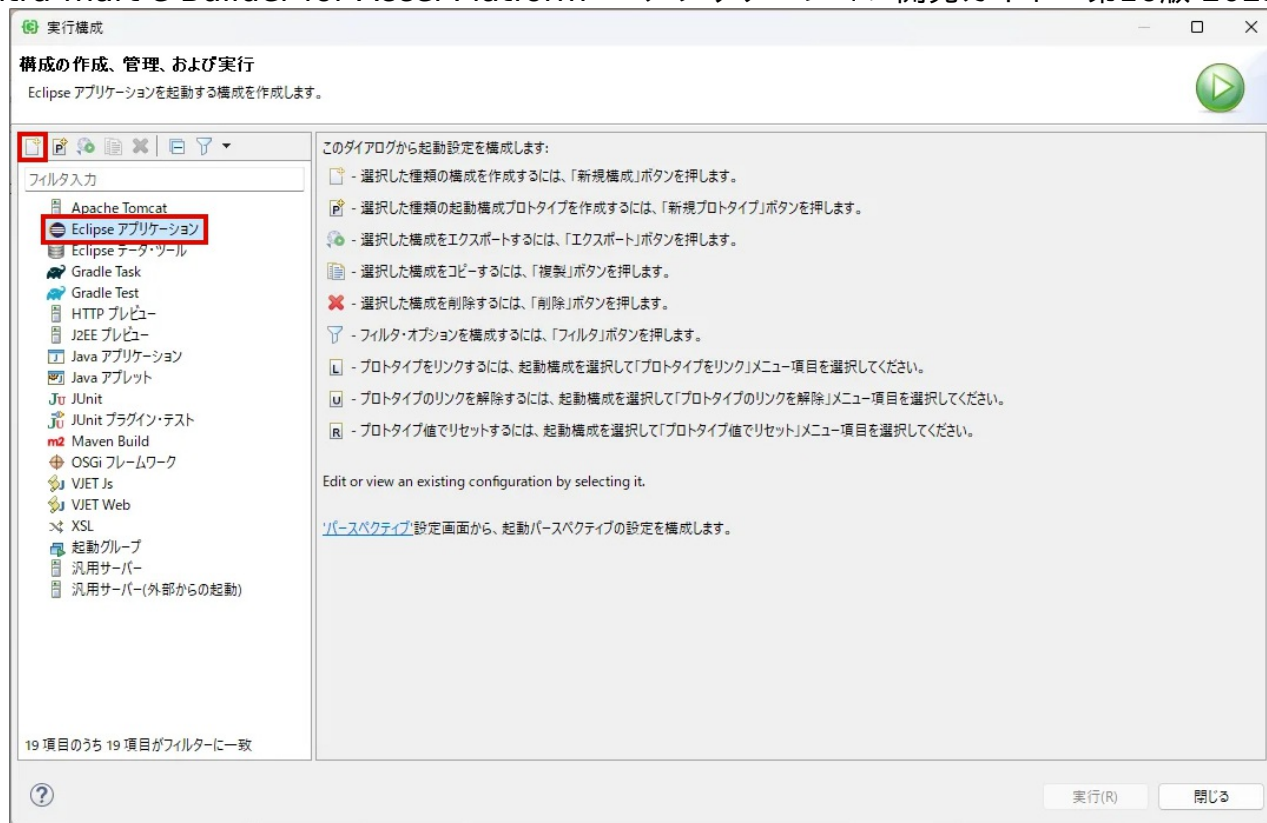 実行構成
構成の作成、管理、および実行
Eclipse アプリケーションを起動する構成を作成します。
フィルタ入力
Apache Tomcat
Eclipse アプリケーション
Eclipse データ・ツール
Gradle Task
Gradle Test
HTTP プレビュー
J2EE プレビュー
Java アプリケーション
Java アプレット
JUnit
JUnit プラグイン・テスト
Maven Build
OSGi フレームワーク
VJET Js
VJET Web
XSL
起動グループ
汎用サーバー
汎用サーバー(外部からの起動)
19 項目のうち 19 項目がフィルターに一致
このダイアログから起動設定を構成します:
- 選択した種類の構成を作成するには、「新規構成」ボタンを押します。
- 選択した種類の起動構成プロトタイプを作成するには、「新規プロトタイプ」ボタンを押します。
- 選択した構成をエクスポートするには、「エクスポート」ボタンを押します。
- 選択した構成をコピーするには、「複製」ボタンを押します。
- 選択した構成を削除するには、「削除」ボタンを押します。
- フィルタ・オプションを構成するには、「フィルタ」ボタンを押します。
L - プロトタイプをリンクするには、起動構成を選択して「プロトタイプをリンク」メニュー項目を選択してください。
U - プロトタイプのリンクを解除するには、起動構成を選択して「プロトタイプのリンクを解除」メニュー項目を選択してください。
R - プロトタイプ値でリセットするには、起動構成を選択して「プロトタイプ値でリセット」メニュー項目を選択してください。
Edit or view an existing configuration by selecting it.
'パースペクティブ'設定画面から、起動パースペクティブの設定を構成します。
実行(R) 閉じる